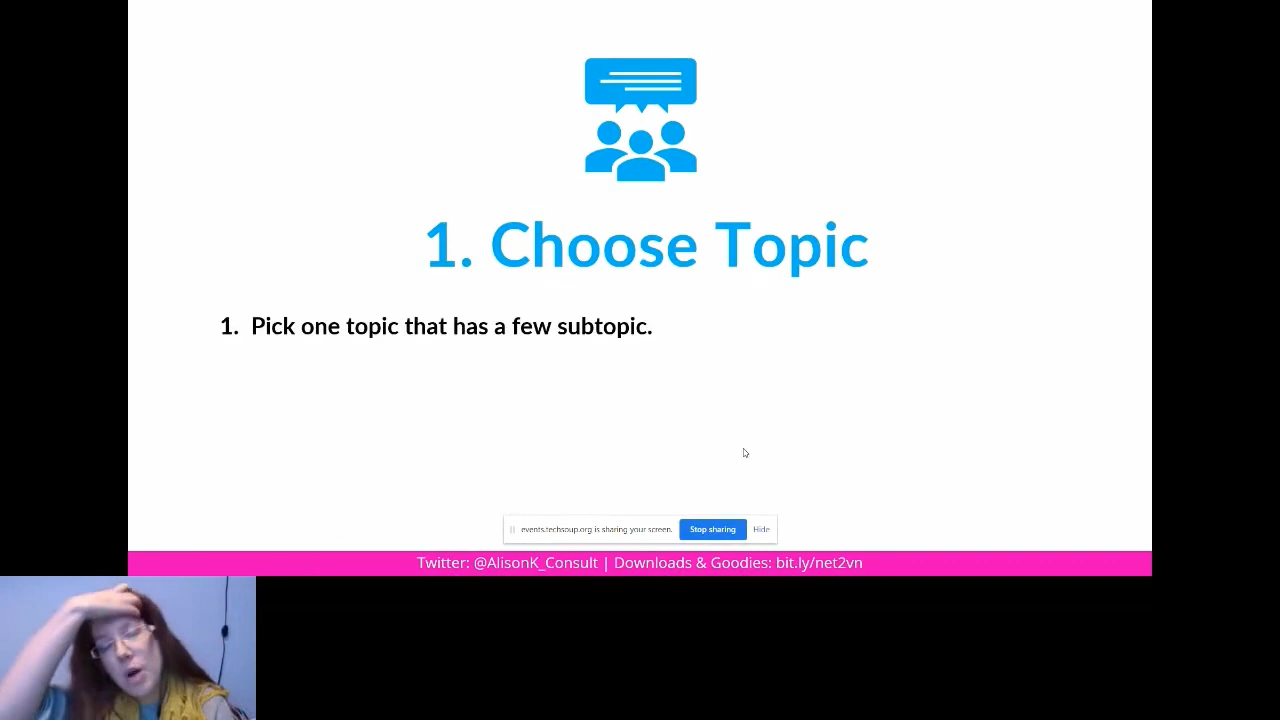 1. Choose Topic
1. Pick one topic that has a few subtopic.
events.techsoup.org is sharing your screen. Stop sharing Hide
Twitter: @AlisonK_Consult | Downloads & Goodies: bit.ly/net2vn